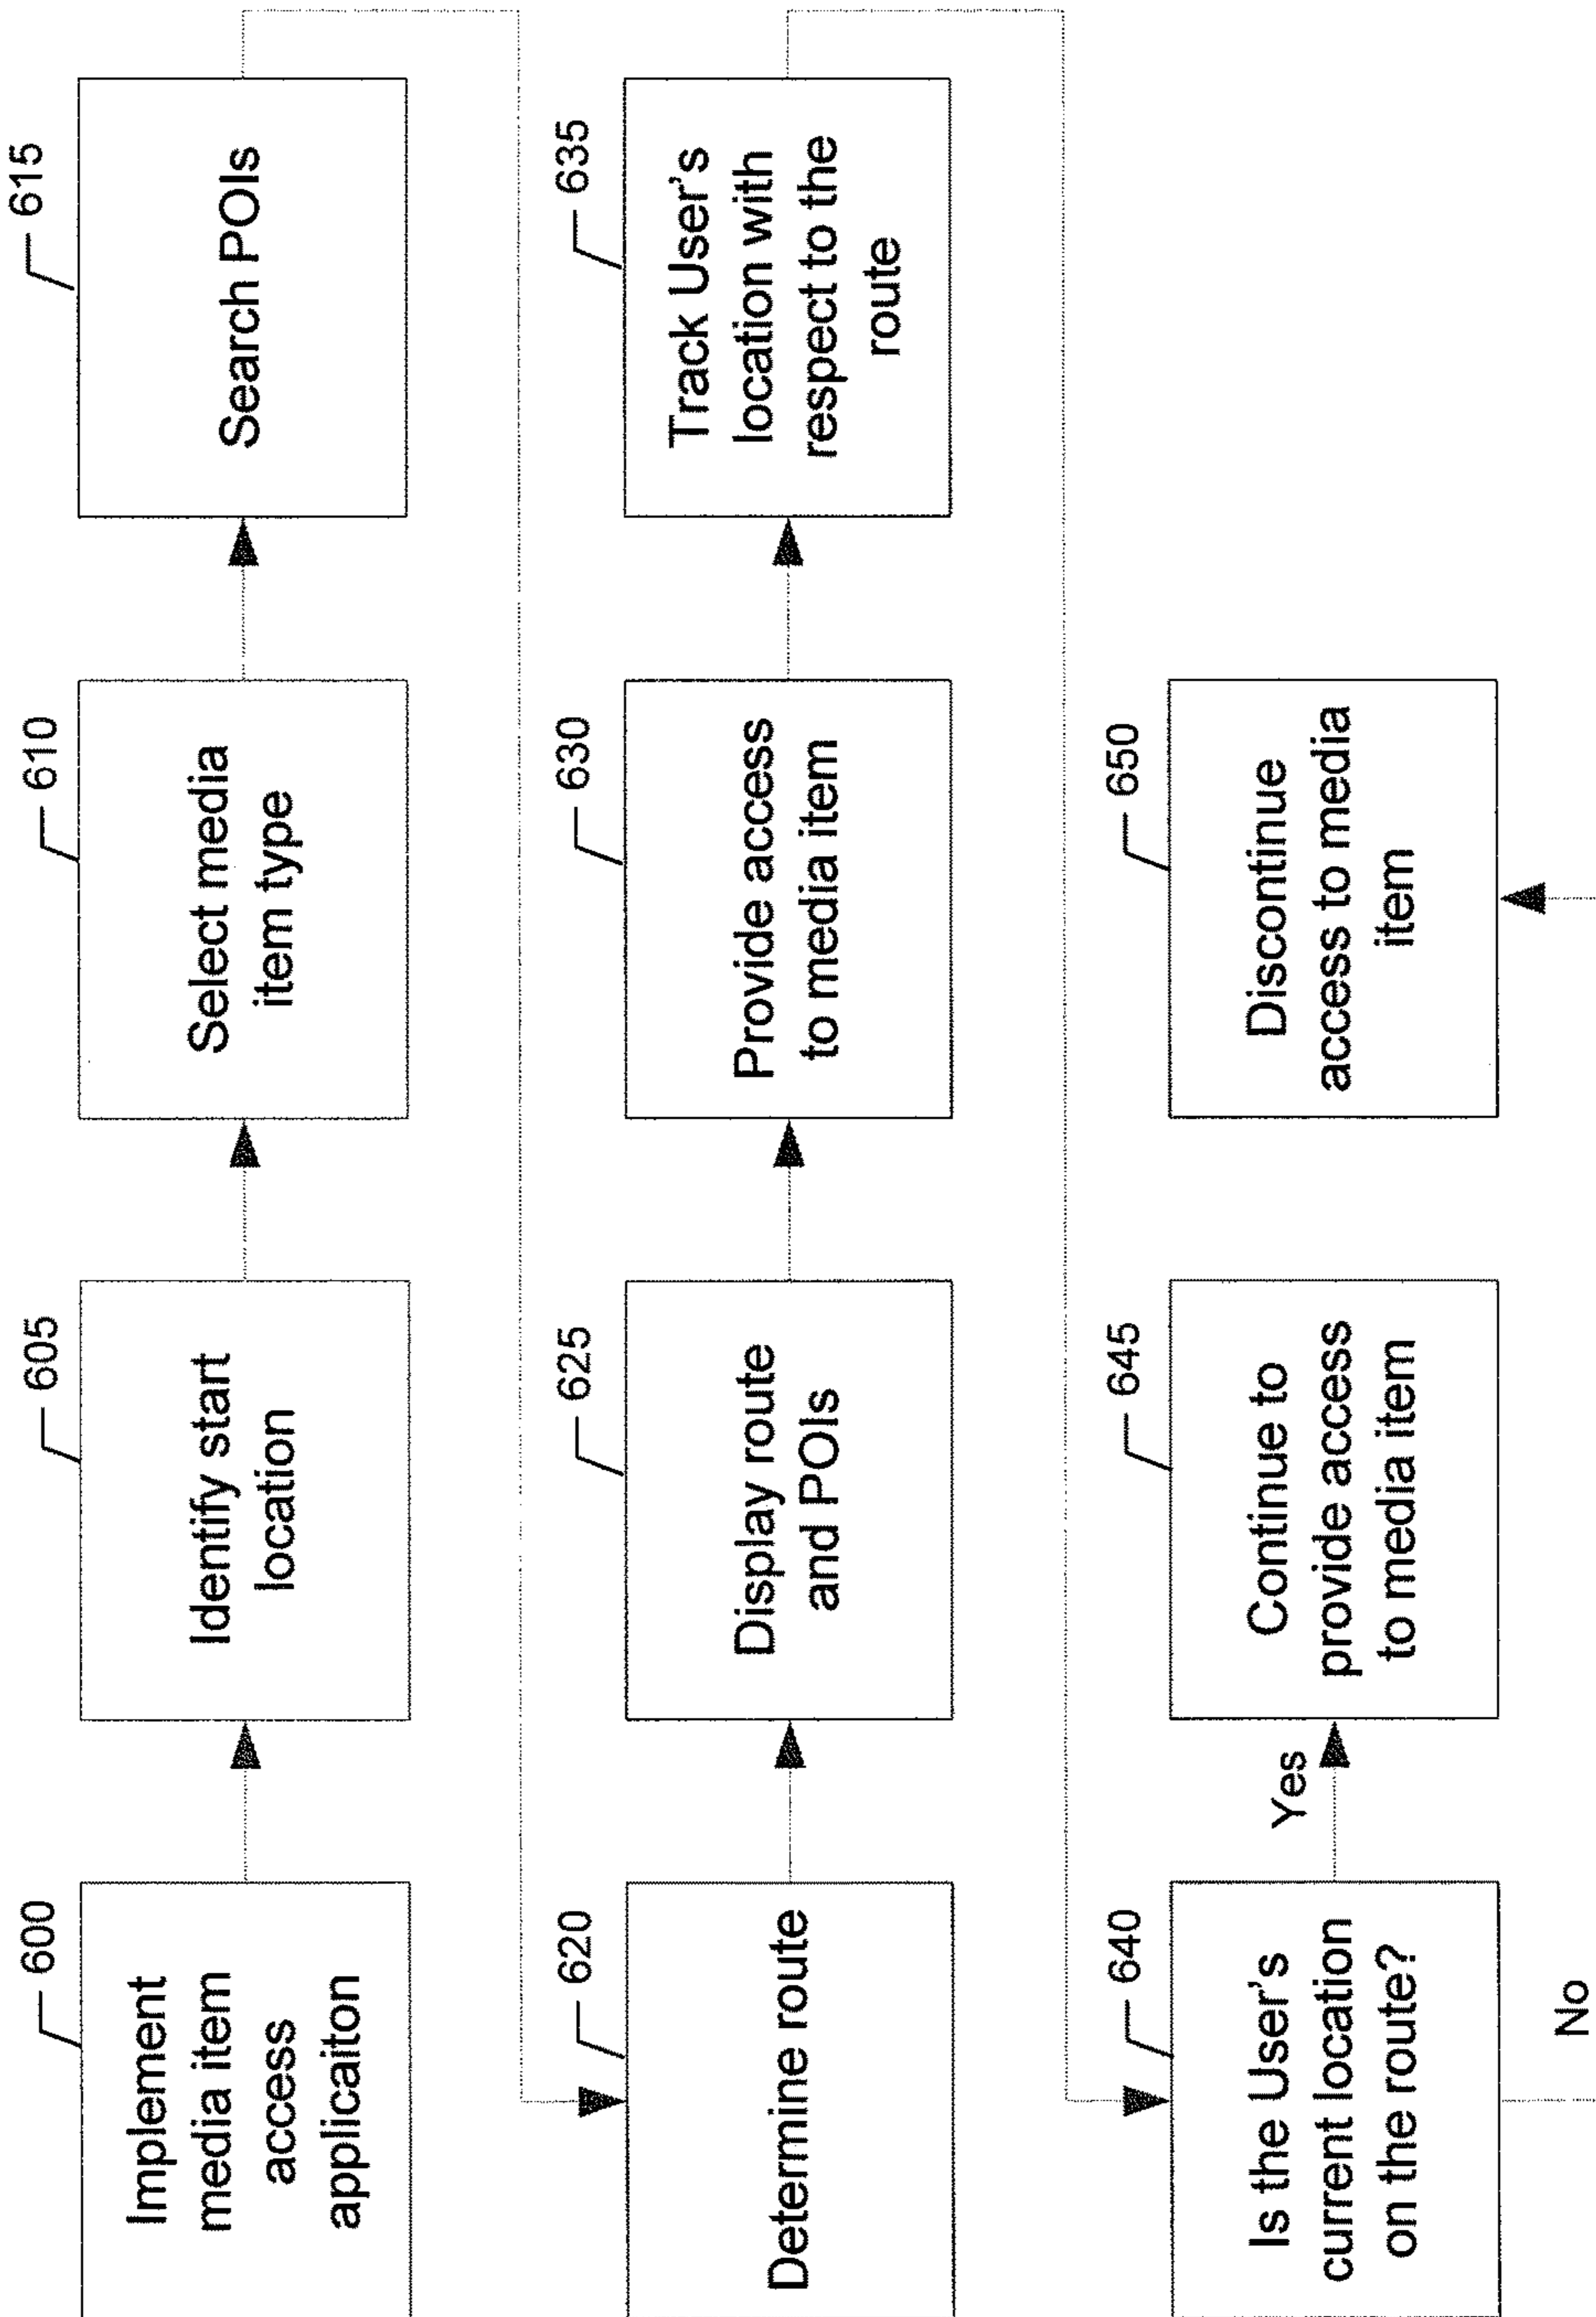 600
Implement
media item
access
applicaiton
605
Identify start
location
610
Select media
item type
615
Search POIs
620
Determine route
625
Display route
and POIs
630
Provide access
to media item
635
Track User's
location with
respect to the
route
640
Is the User's
current location
on the route?
Yes
No
645
Continue to
provide access
to media item
650
Discontinue
access to media
item